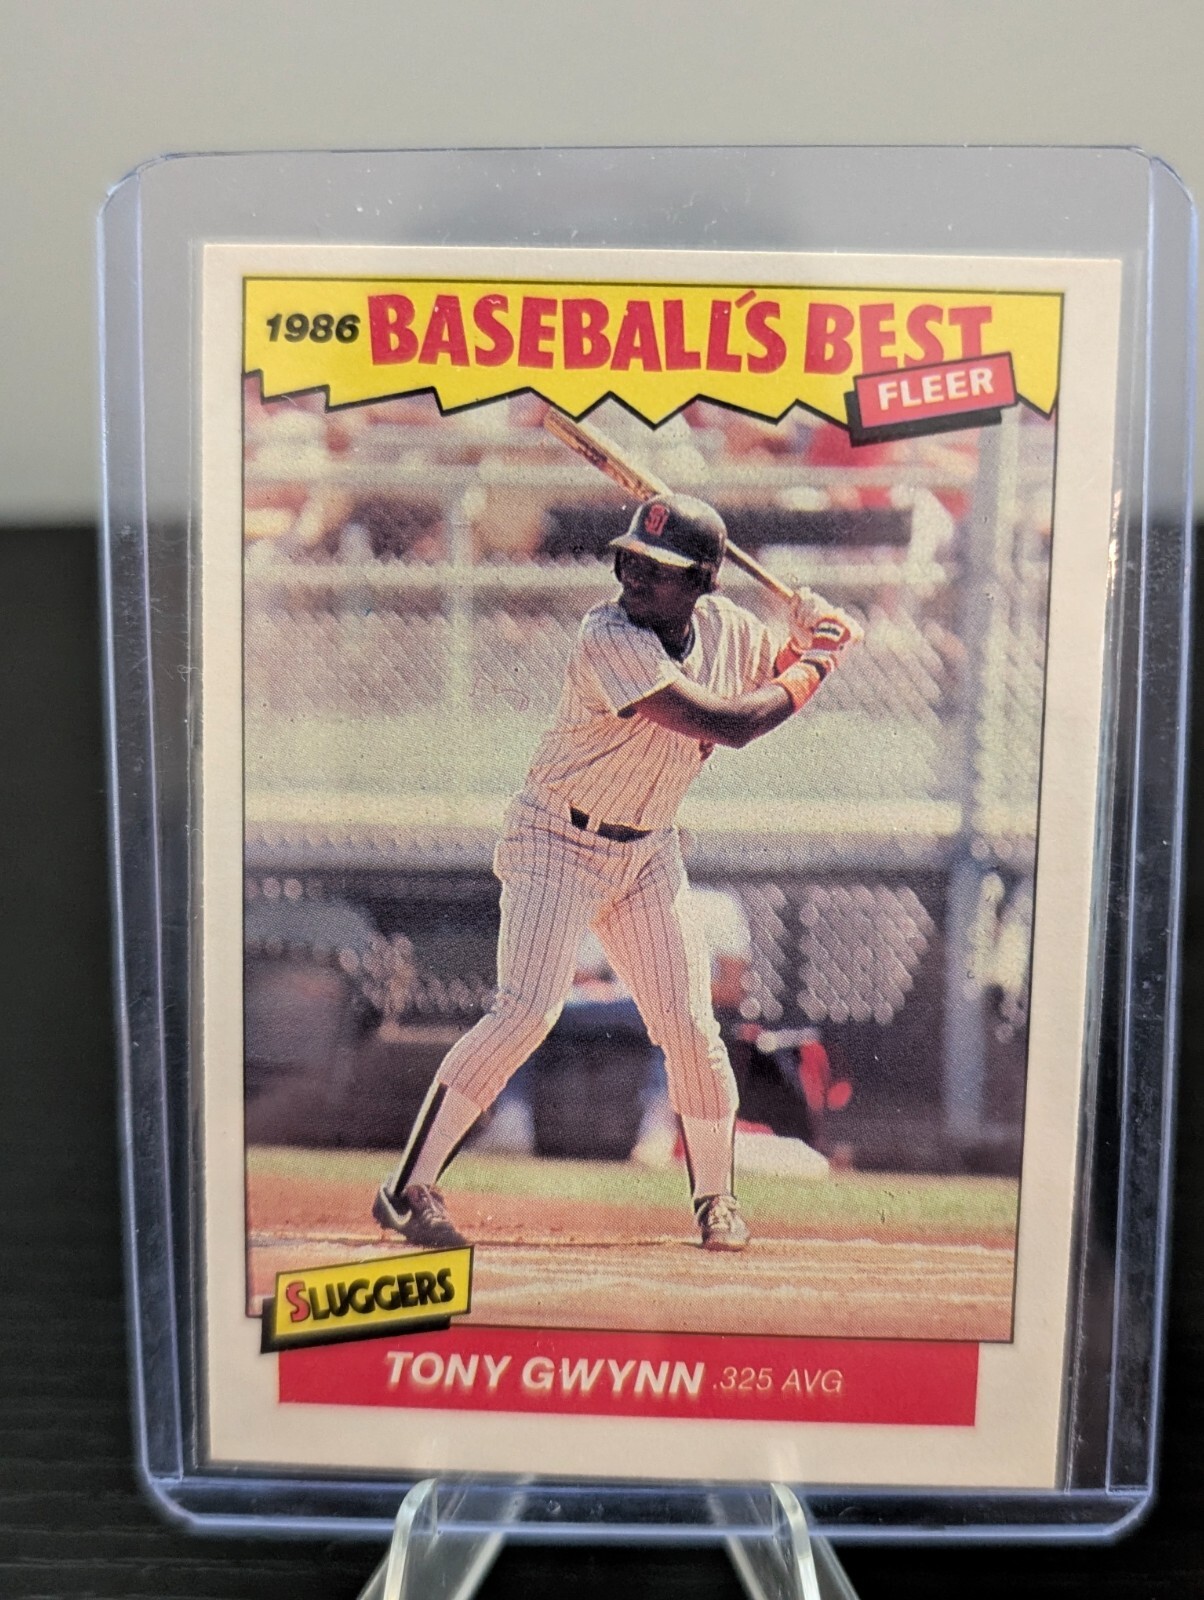 1986 BASEBALL'S BEST
FLEER
SLUGGERS
TONY GWYNN .325 AVG